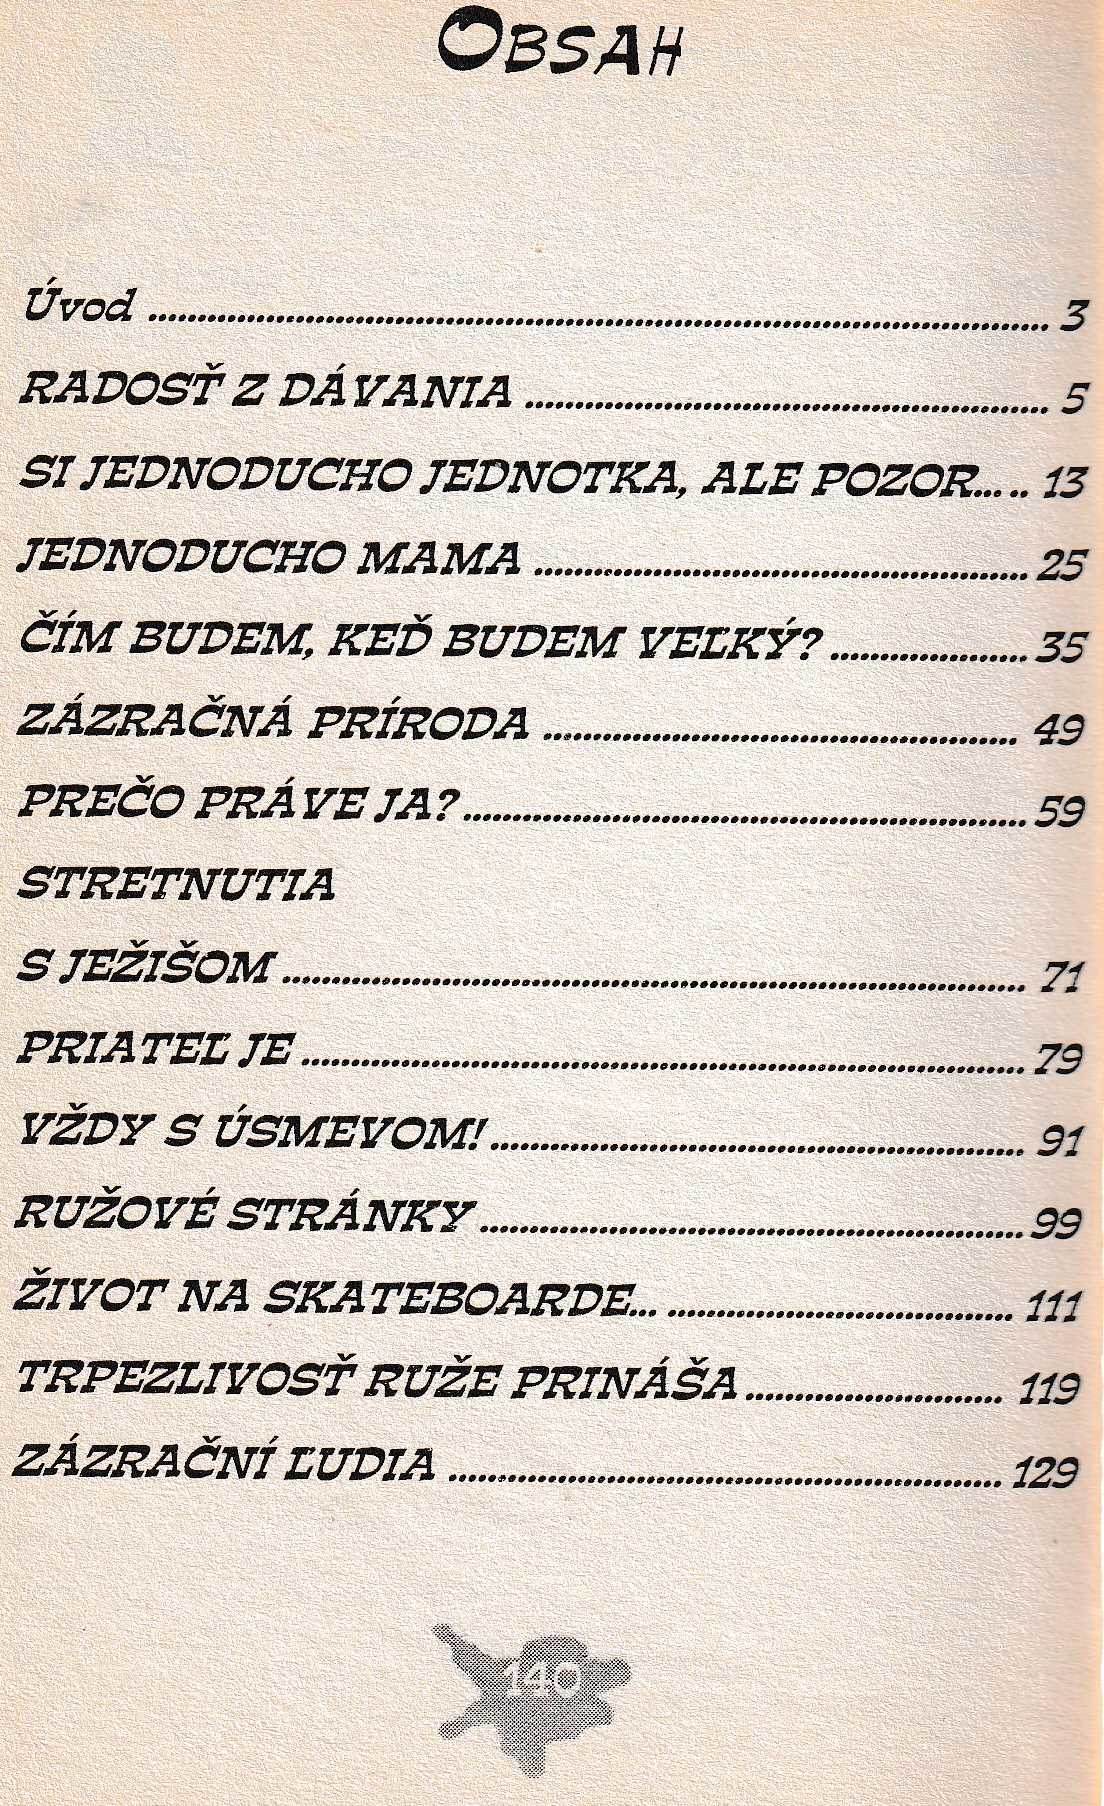 OBSAH
Úvod ........................................ 3
RADOSŤ Z DÁVANIA ........................................ 5
SI JEDNODUCHO JEDNOTKA, ALE POZOR..... 13
JEDNODUCHO MAMA ........................................ 25
ČÍM BUDEM, KEĎ BUDEM VEĽKÝ? .................... 35
ZÁZRAČNÁ PRÍRODA ........................................ 49
PREČO PRÁVE JA? ........................................ 59
STRETNUTIA
S JEŽIŠOM ........................................ 71
PRIATEĽ JE ........................................ 79
VŽDY S ÚSMEVOM! ........................................ 91
RUŽOVÉ STRÁNKY ........................................ 99
ŽIVOT NA SKATEBOARDE... .............................. 111
TRPEZLIVOSŤ RUŽE PRINÁŠA .......................... 119
ZÁZRAČNÍ ĽUDIA ........................................ 129
140